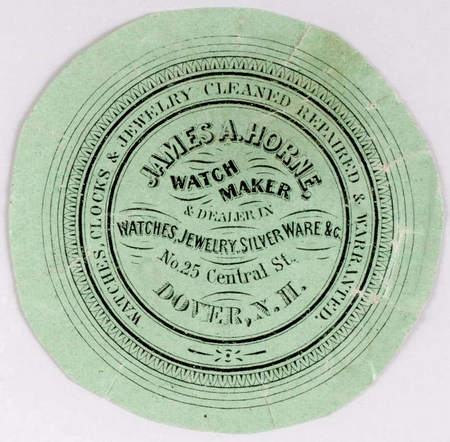 WATCHES, CLOCKS & JEWELRY CLEANED REPAIRED & WARRANTED.
JAMES A. HORNE,
WATCH
MAKER
& DEALER IN
WATCHES, JEWELRY, SILVER WARE &c.
No. 25 Central St.
DOVER, N. H.